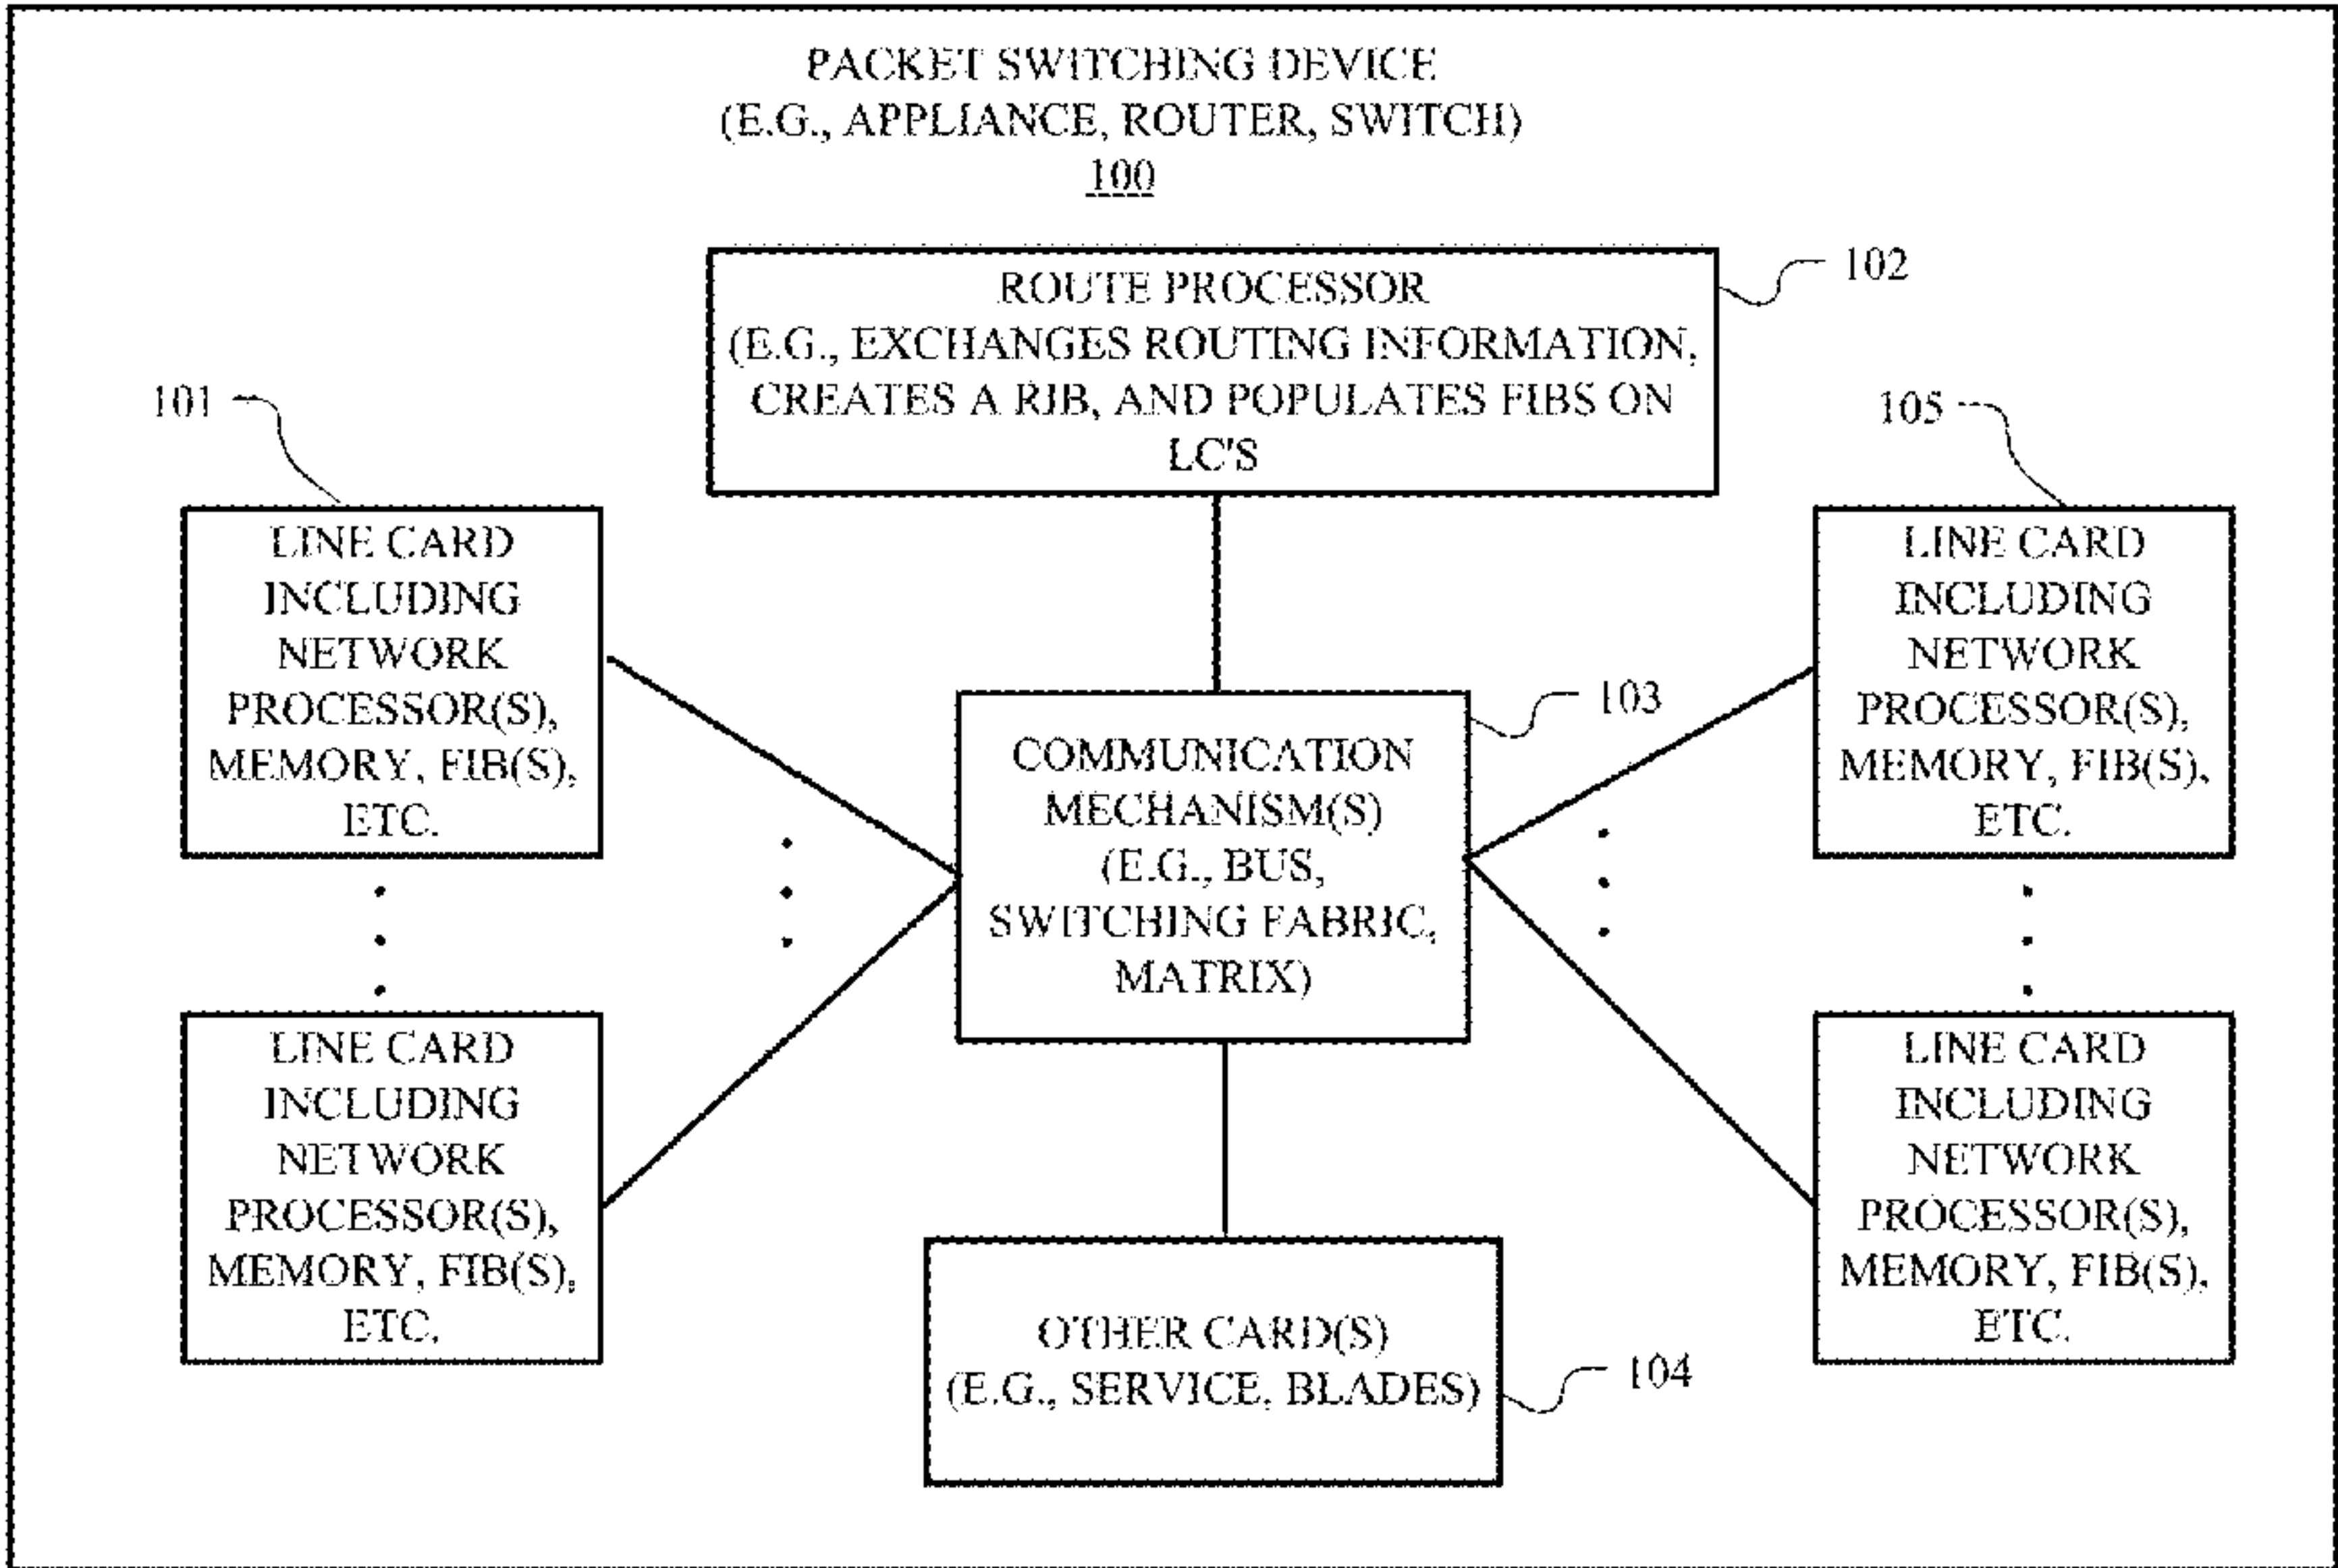 PACKET SWITCHING DEVICE
(E.G., APPLIANCE, ROUTER, SWITCH)
100
ROUTE PROCESSOR
(E.G., EXCHANGES ROUTING INFORMATION,
CREATES A RIB, AND POPULATES FIBS ON
LC'S
102
101
LINE CARD
INCLUDING
NETWORK
PROCESSOR(S),
MEMORY, FIB(S),
ETC.
105
LINE CARD
INCLUDING
NETWORK
PROCESSOR(S),
MEMORY, FIB(S),
ETC.
103
COMMUNICATION
MECHANISM(S)
(E.G., BUS,
SWITCHING FABRIC,
MATRIX)
LINE CARD
INCLUDING
NETWORK
PROCESSOR(S),
MEMORY, FIB(S),
ETC.
LINE CARD
INCLUDING
NETWORK
PROCESSOR(S),
MEMORY, FIB(S),
ETC.
OTHER CARD(S)
(E.G., SERVICE, BLADES)
104